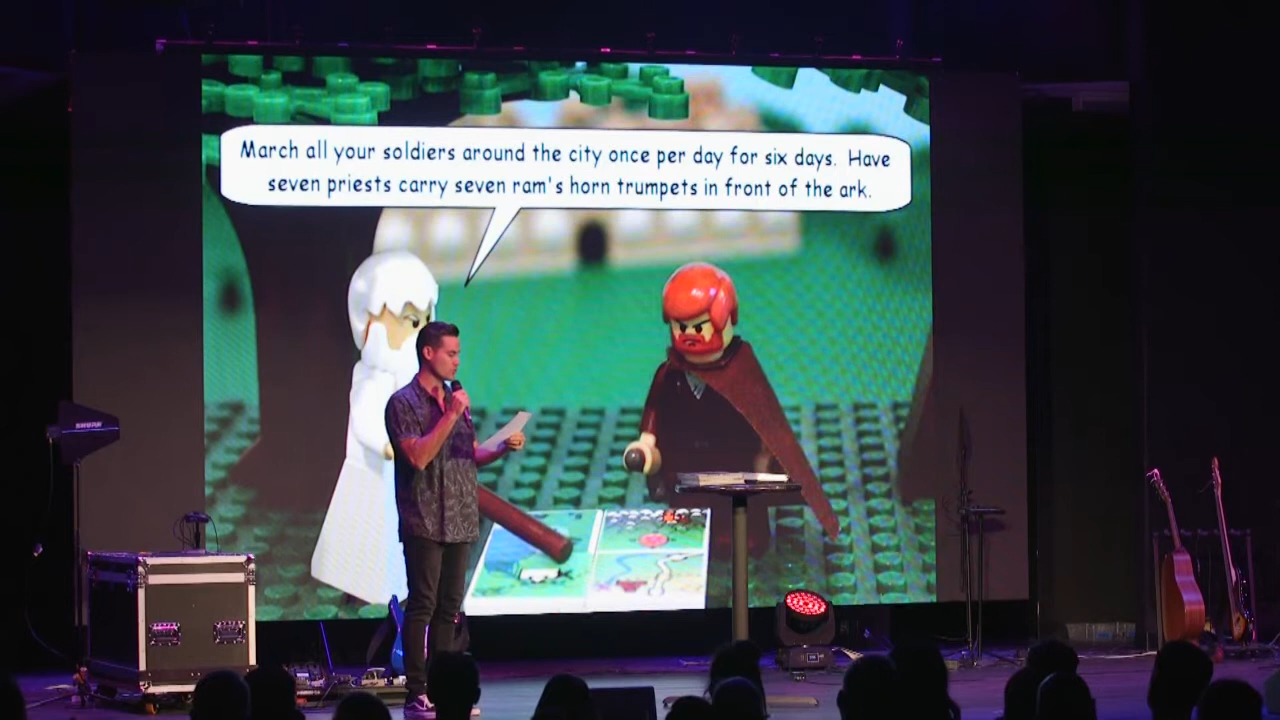 March all your soldiers around the city once per day for six days. Have
seven priests carry seven ram's horn trumpets in front of the ark.
SHURE